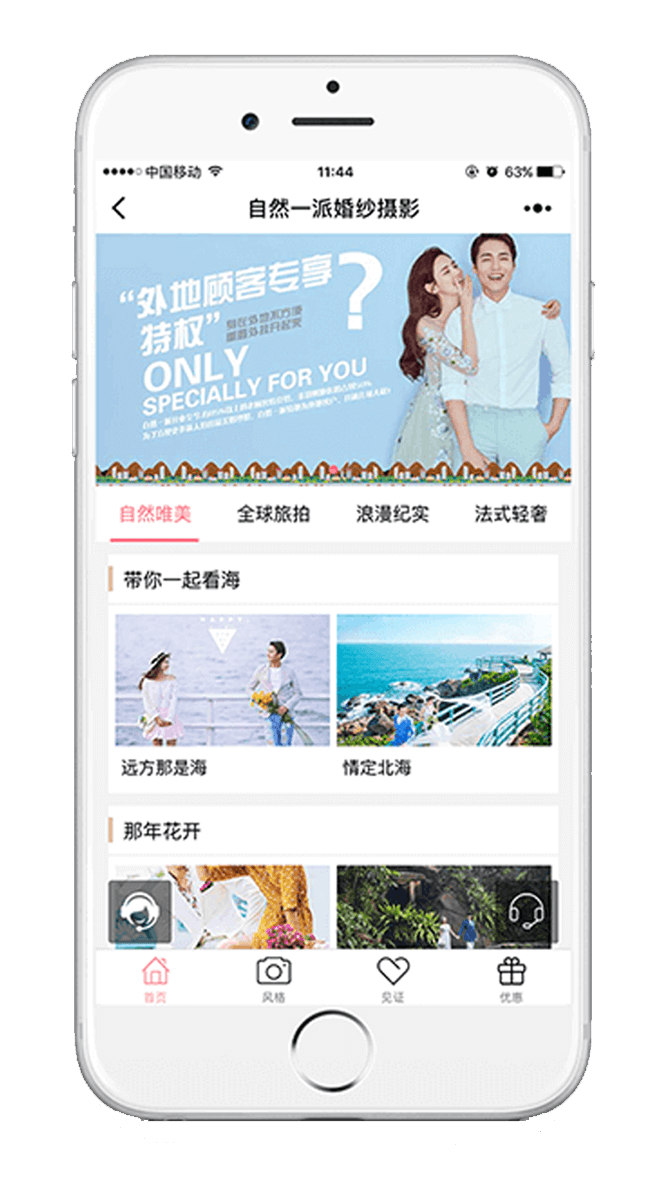 中国移动
11:44
63%
自然一派婚纱摄影
“外地顾客专享
特权”
?
ONLY
SPECIALLY FOR YOU
自然唯美
全球旅拍
浪漫纪实
法式轻奢
带你一起看海
HAPPY
远方那是海
情定北海
那年花开
首页
风格
见证
优惠